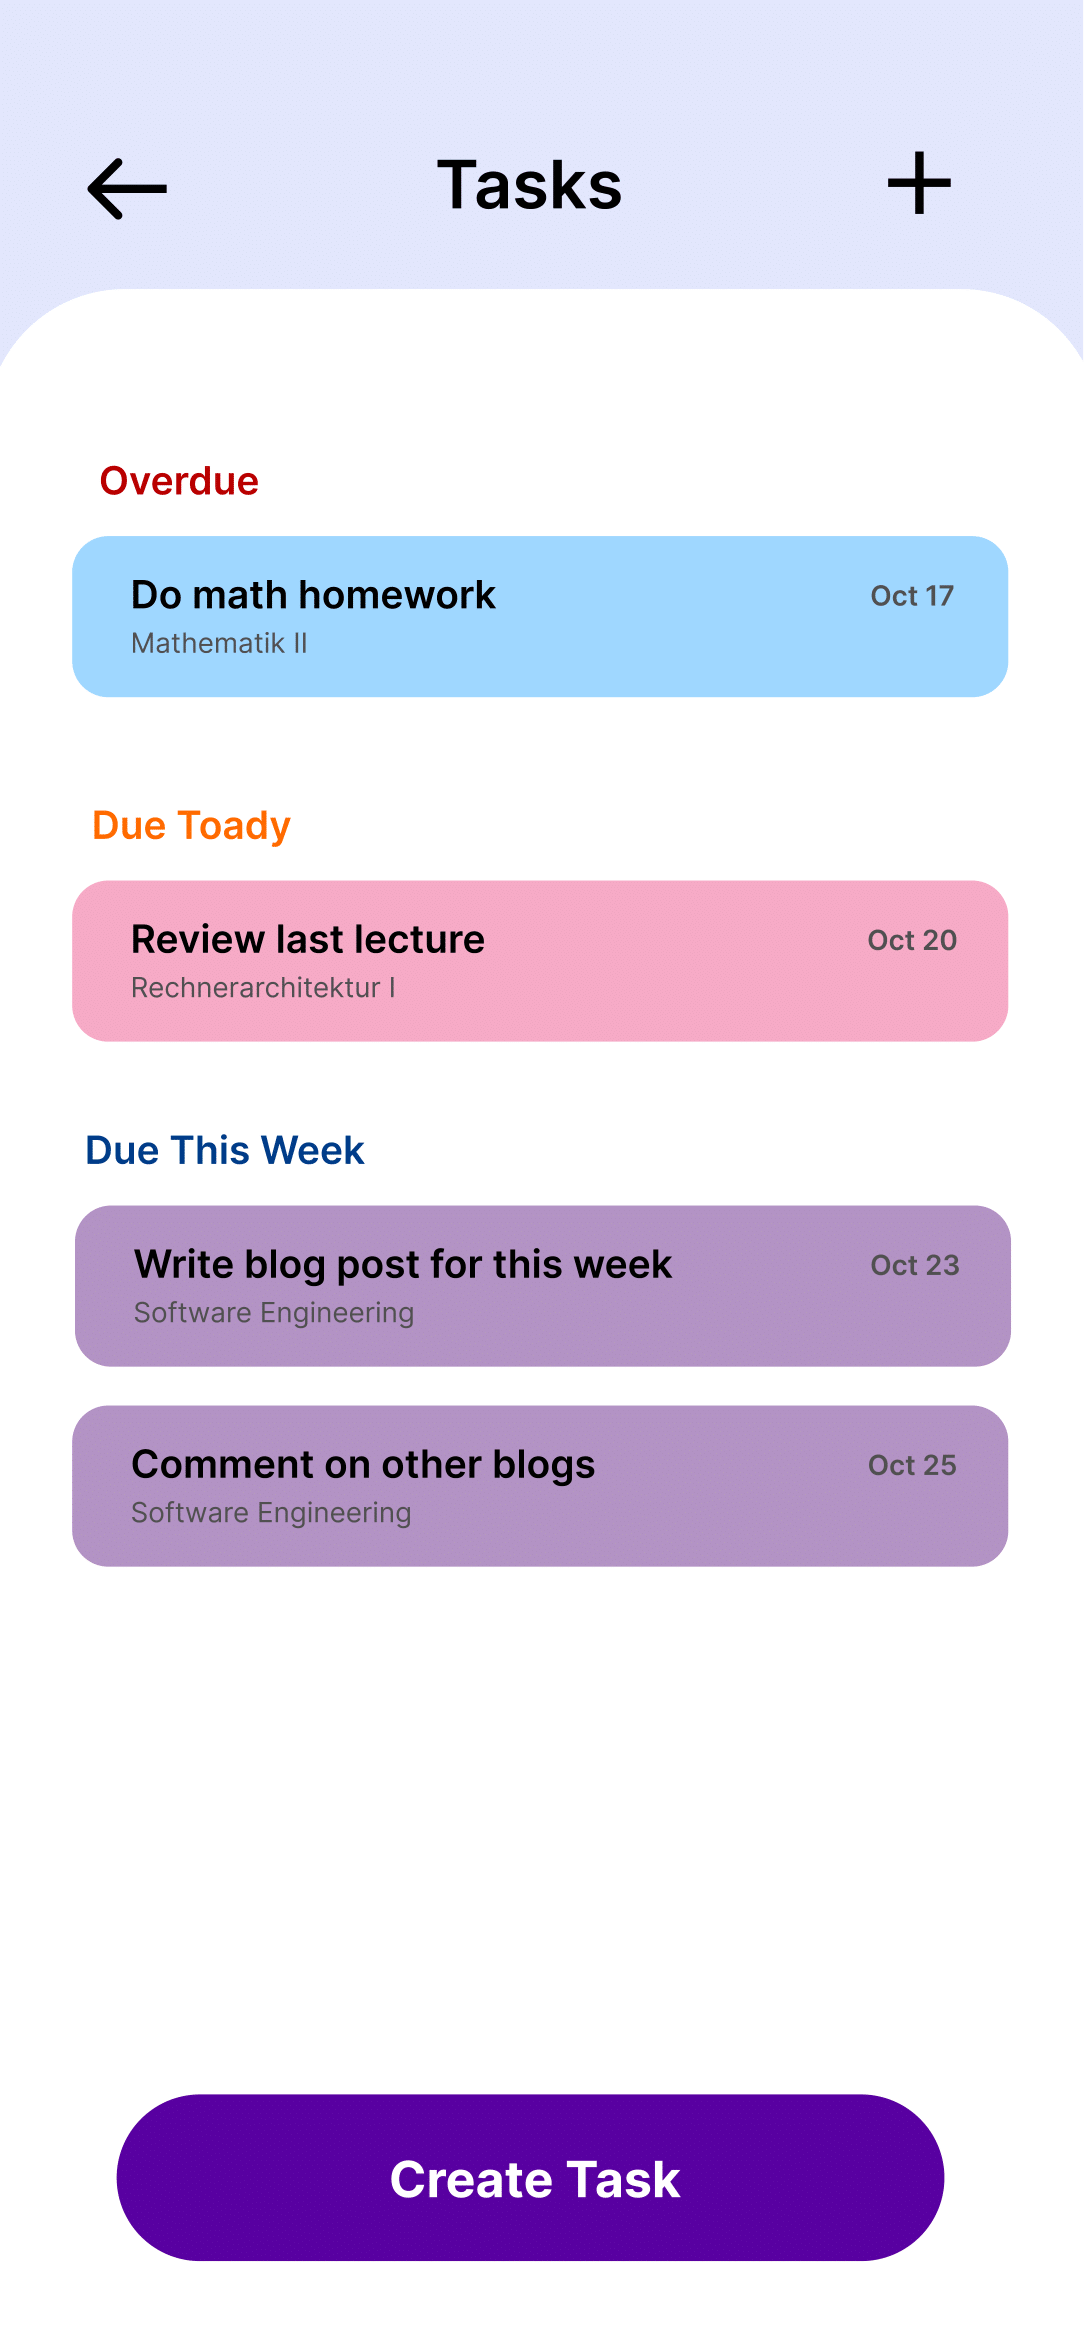 Tasks
Overdue
Do math homework
Oct 17
Mathematik II
Due Toady
Review last lecture
Oct 20
Rechnerarchitektur I
Due This Week
Write blog post for this week
Oct 23
Software Engineering
Comment on other blogs
Oct 25
Software Engineering
Create Task